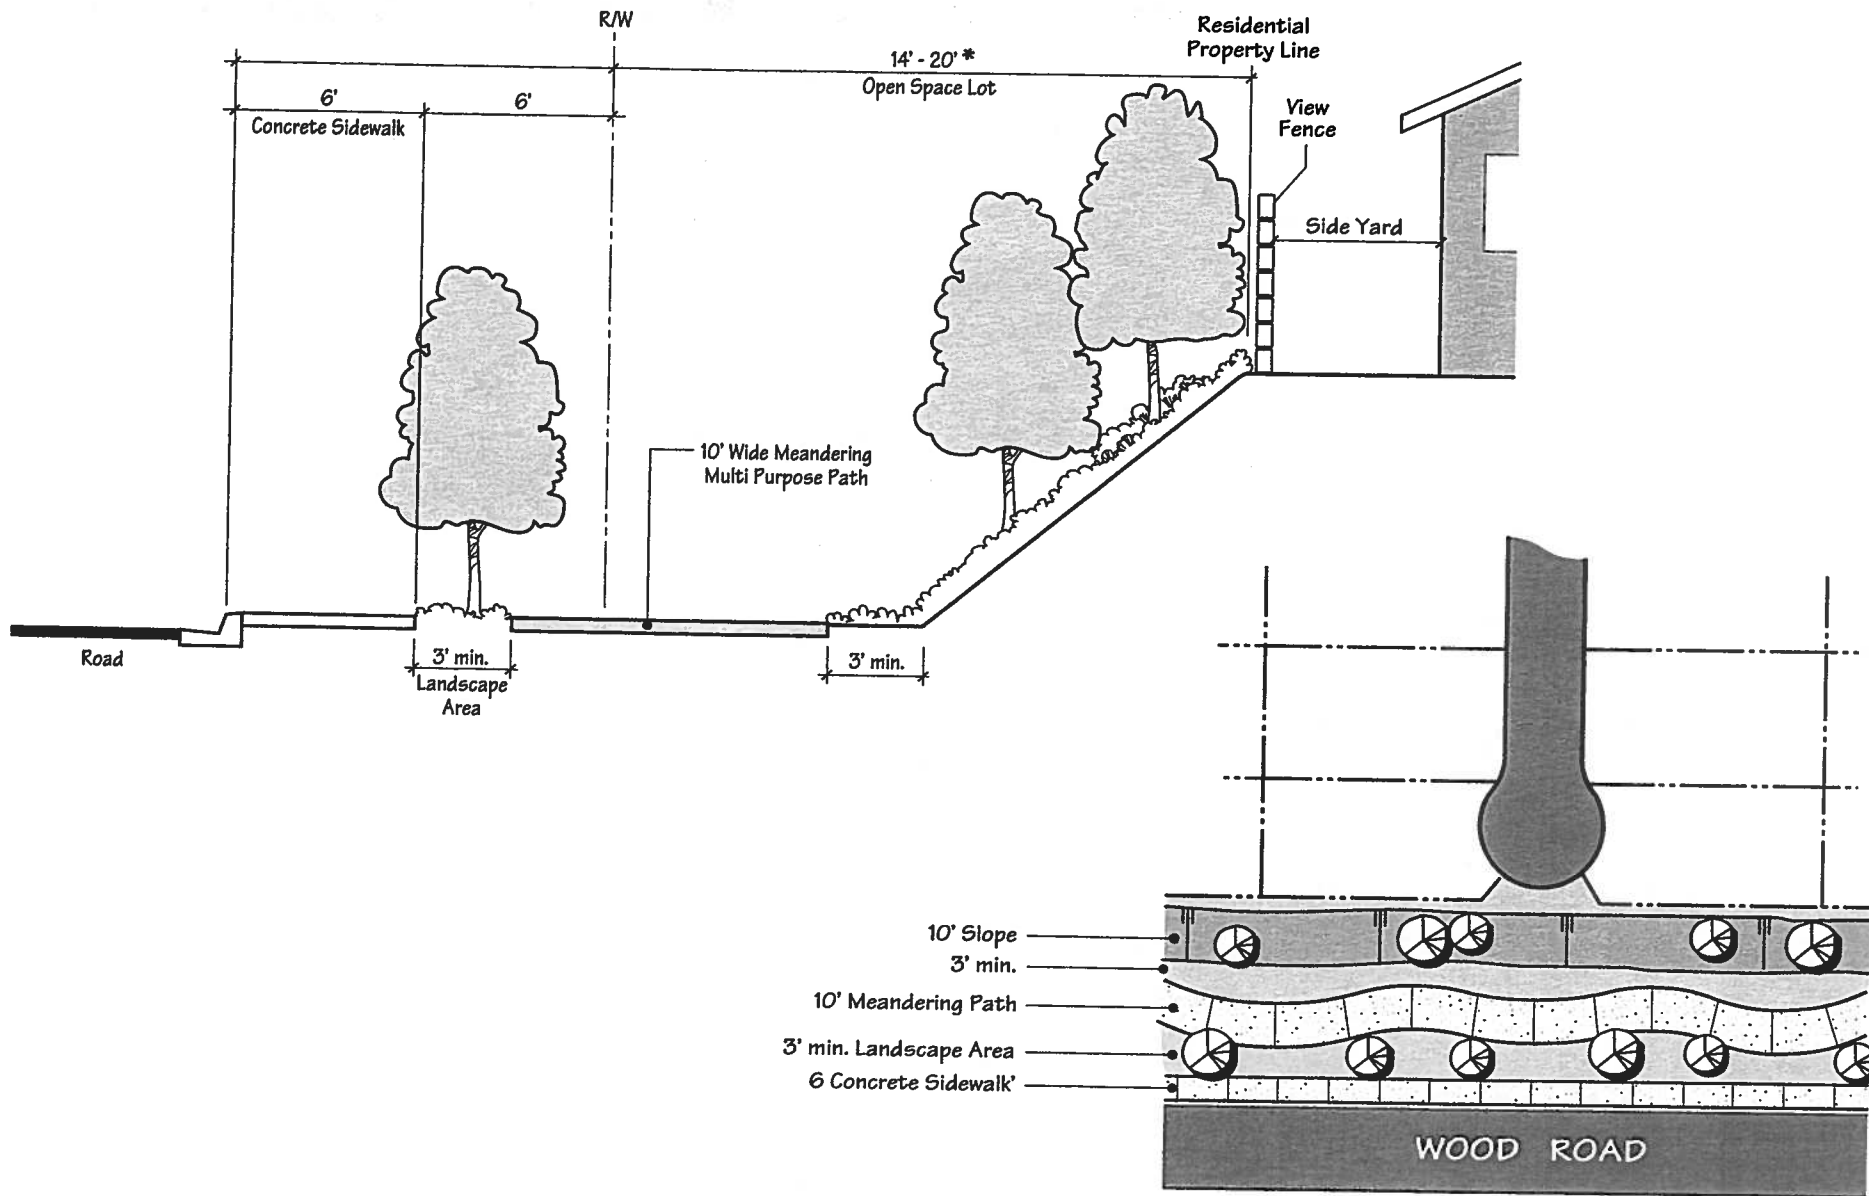 R/W
Residential
Property Line
14' - 20' *
Open Space Lot
6'
6'
Concrete Sidewalk
View
Fence
Side Yard
10' Wide Meandering
Multi Purpose Path
Road
3' min.
Landscape
Area
3' min.
10' Slope
3' min.
10' Meandering Path
3' min. Landscape Area
6 Concrete Sidewalk'
WOOD ROAD